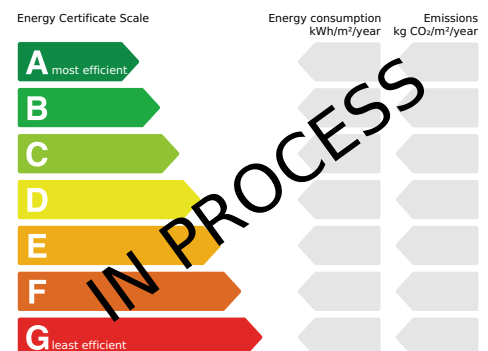 Energy Certificate Scale
Energy consumption
kWh/m²/year
Emissions
kg CO₂/m²/year
A most efficient
B
C
D
E
F
G least efficient
IN PROCESS